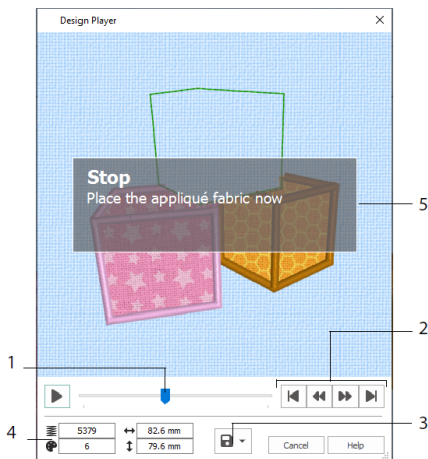 Design Player
Stop
Place the appliqué fabric now
5
2
1
3
4
5379
82.6 mm
6
79.6 mm
Cancel
Help